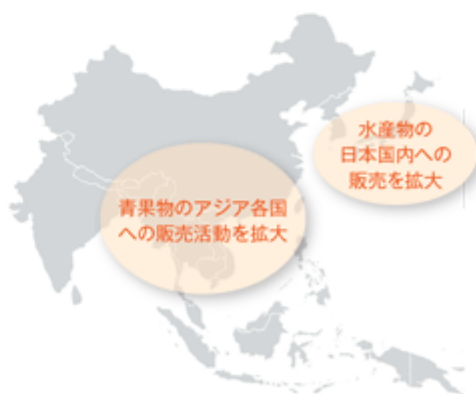 水産物の
日本国内への
販売を拡大
青果物のアジア各国
への販売活動を拡大